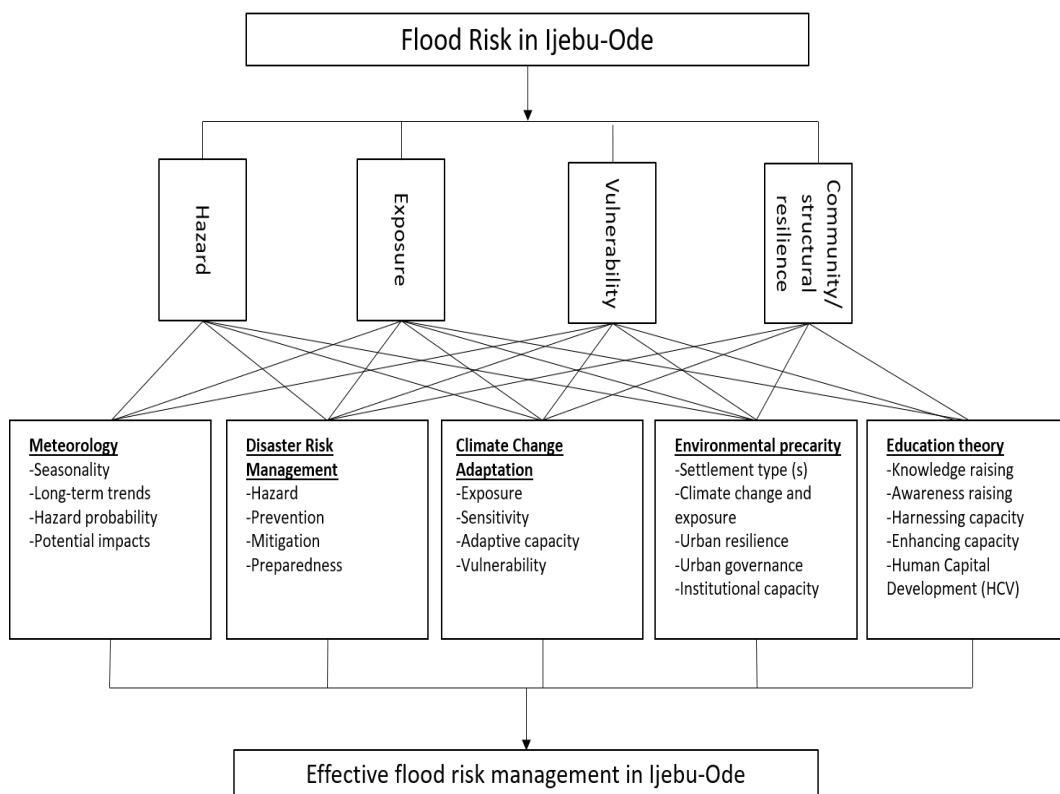 Flood Risk in Ijebu-Ode
Hazard
Exposure
Vulnerability
Community/
structural
resilience
Meteorology
-Seasonality
-Long-term trends
-Hazard probability
-Potential impacts
Disaster Risk
Management
-Hazard
-Prevention
-Mitigation
-Preparedness
Climate Change
Adaptation
-Exposure
-Sensitivity
-Adaptive capacity
-Vulnerability
Environmental precarity
-Settlement type (s)
-Climate change and
exposure
-Urban resilience
-Urban governance
-Institutional capacity
Education theory
-Knowledge raising
-Awareness raising
-Harnessing capacity
-Enhancing capacity
-Human Capital
Development (HCV)
Effective flood risk management in Ijebu-Ode